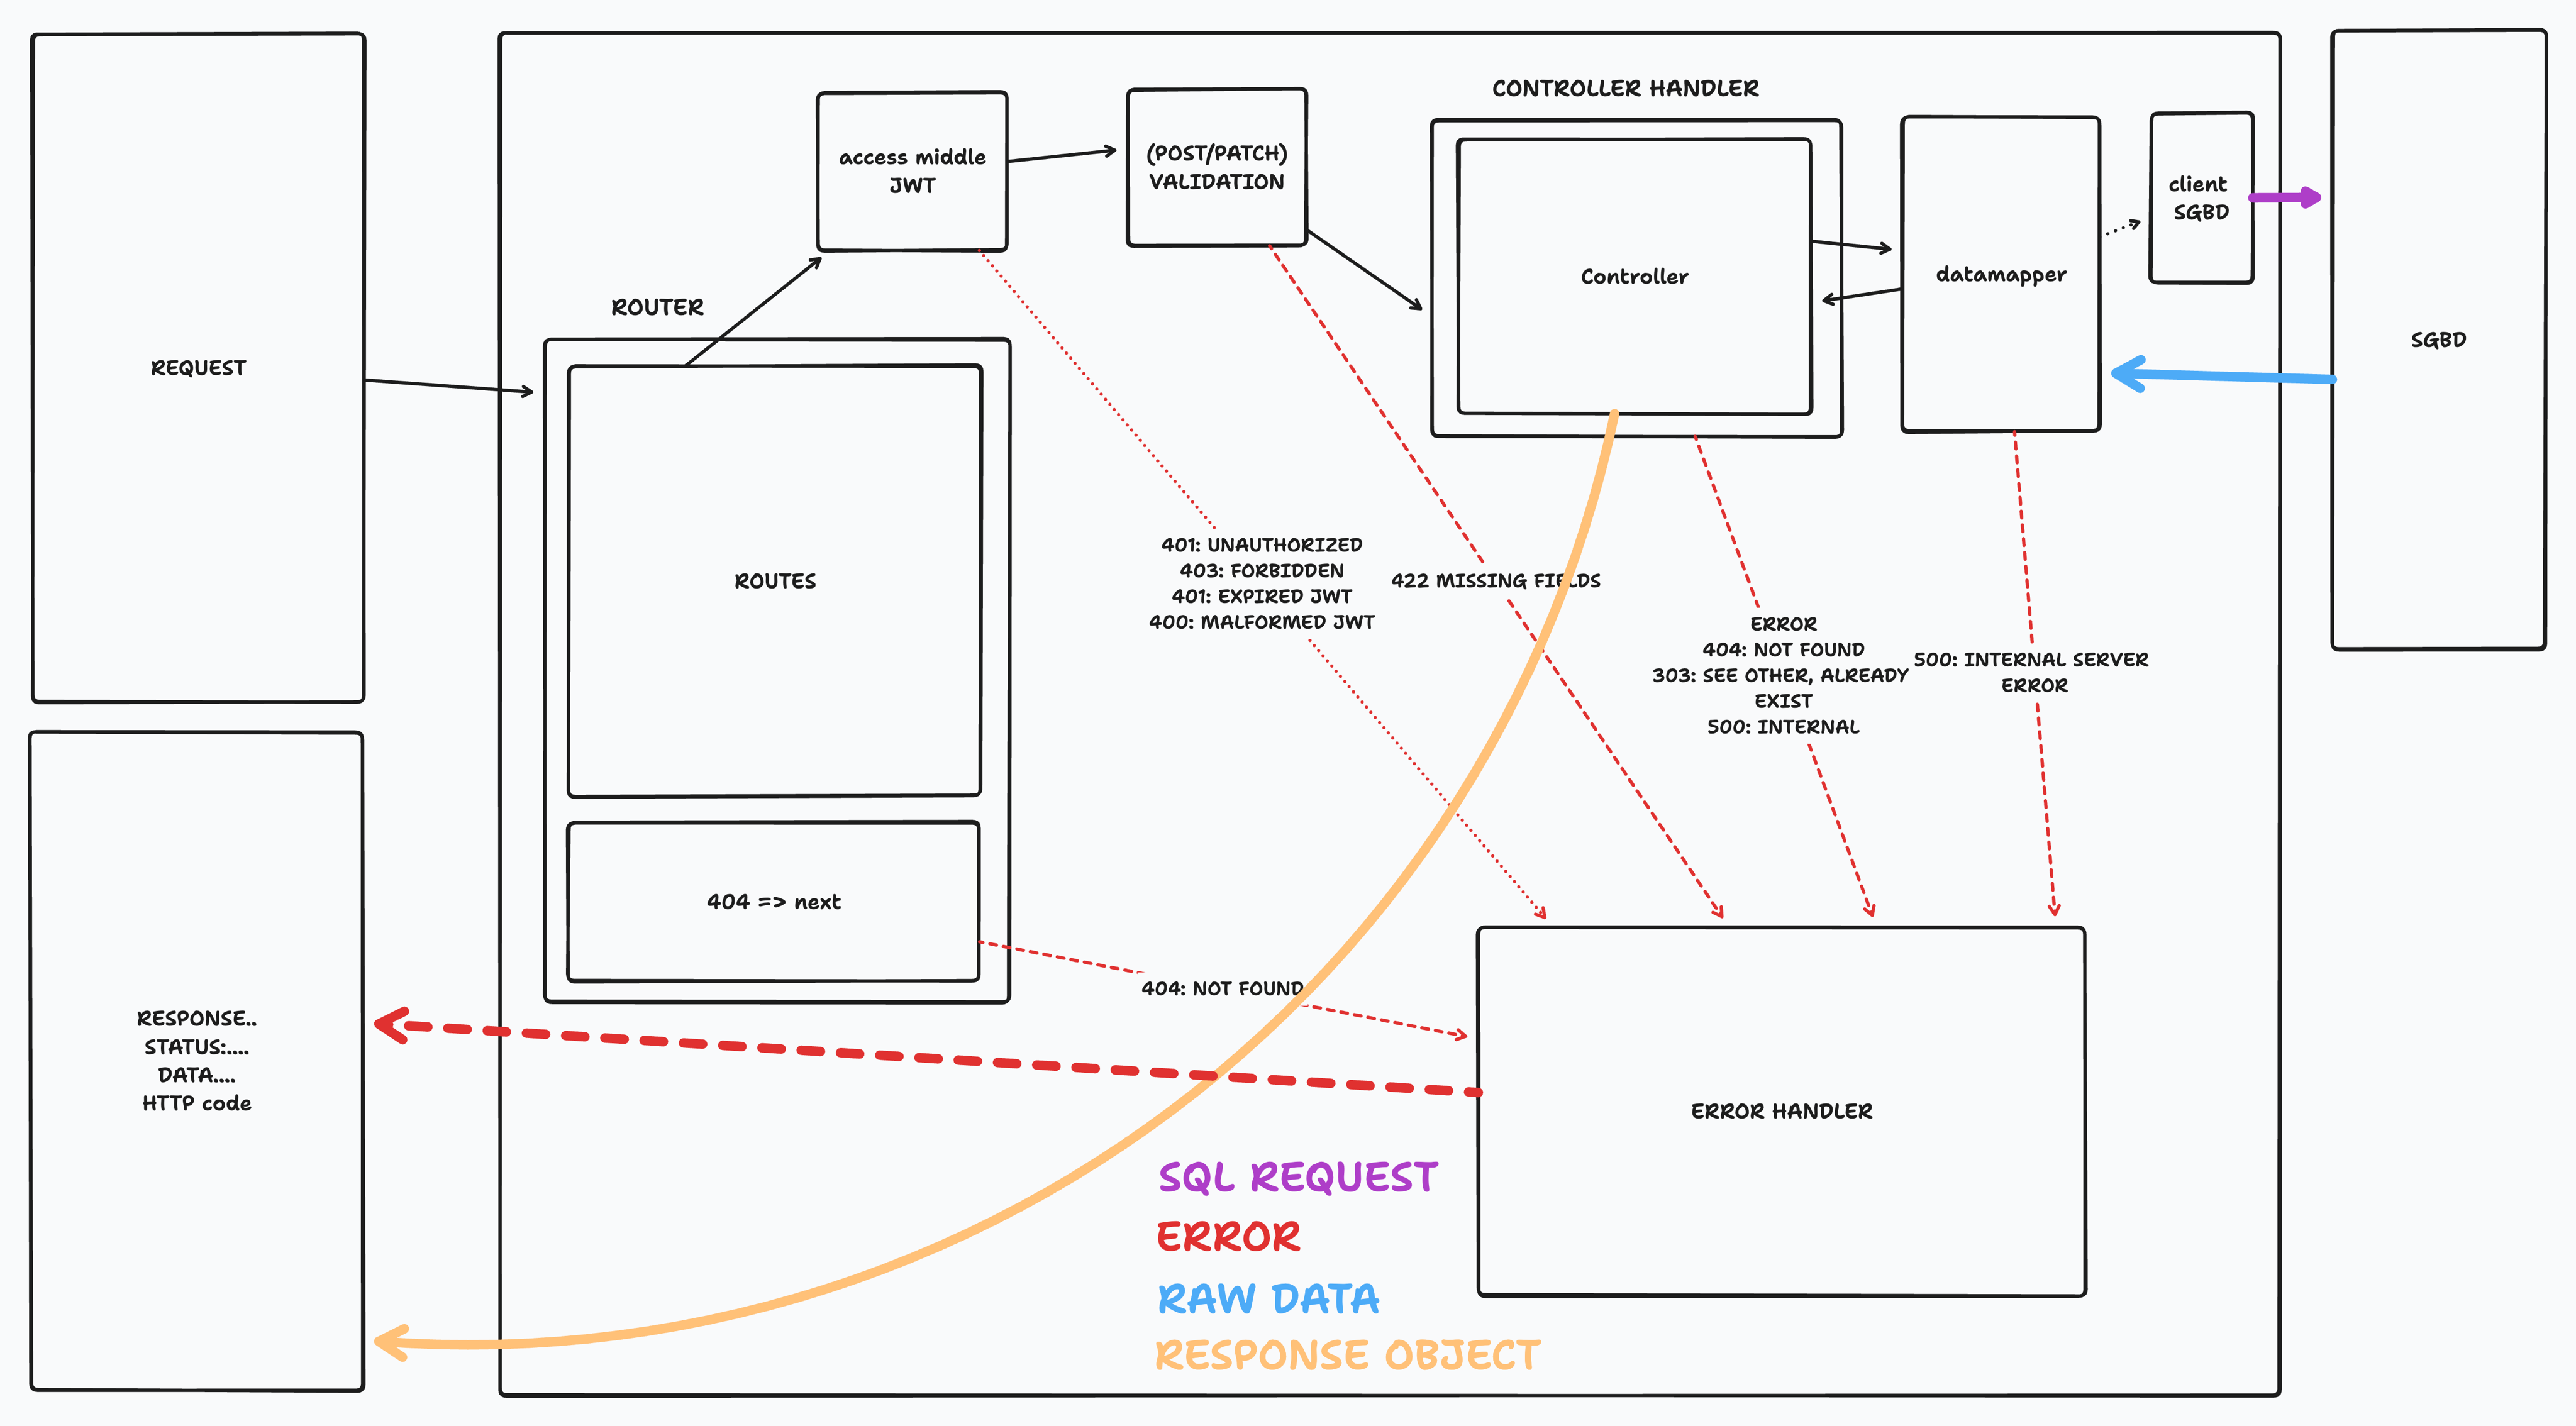 REQUEST
RESPONSE..
STATUS:....
DATA....
HTTP code
ROUTER
ROUTES
404 => next
access middle
JWT
(POST/PATCH)
VALIDATION
CONTROLLER HANDLER
Controller
datamapper
client
SGBD
SGBD
401: UNAUTHORIZED
403: FORBIDDEN
401: EXPIRED JWT
400: MALFORMED JWT
422 MISSING FIELDS
ERROR
404: NOT FOUND
303: SEE OTHER, ALREADY
EXIST
500: INTERNAL
500: INTERNAL SERVER
ERROR
404: NOT FOUND
ERROR HANDLER
SQL REQUEST
ERROR
RAW DATA
RESPONSE OBJECT